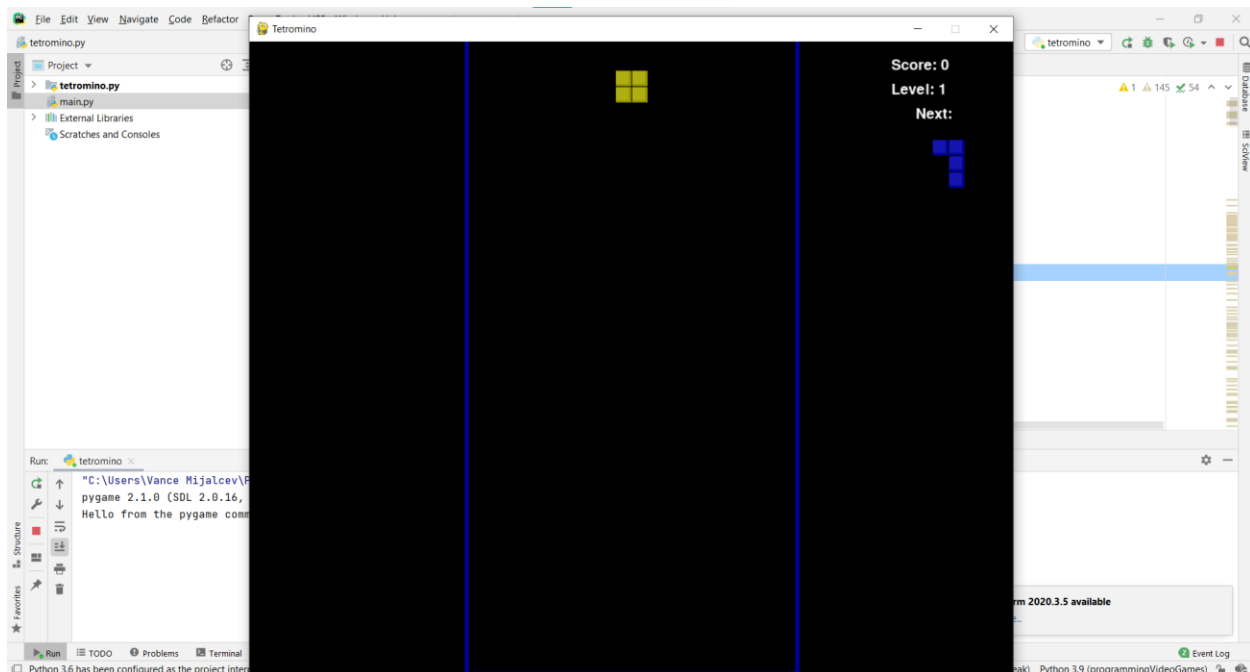 File Edit View Navigate Code Refactor
Tetromino
tetromino.py
tetromino
Project
Project
tetromino.py
main.py
External Libraries
Scratches and Consoles
Score: 0
Level: 1
Next:
1 145 54
Database
SciView
Run: tetromino
"C:\Users\Vance Mijalcev\P
pygame 2.1.0 (SDL 2.0.16,
Hello from the pygame comm
Structure
Favorites
rm 2020.3.5 available
Run TODO Problems Terminal
Event Log
Python 3.6 has been configured as the project inter
eak) Python 3.9 (programmingVideoGames)